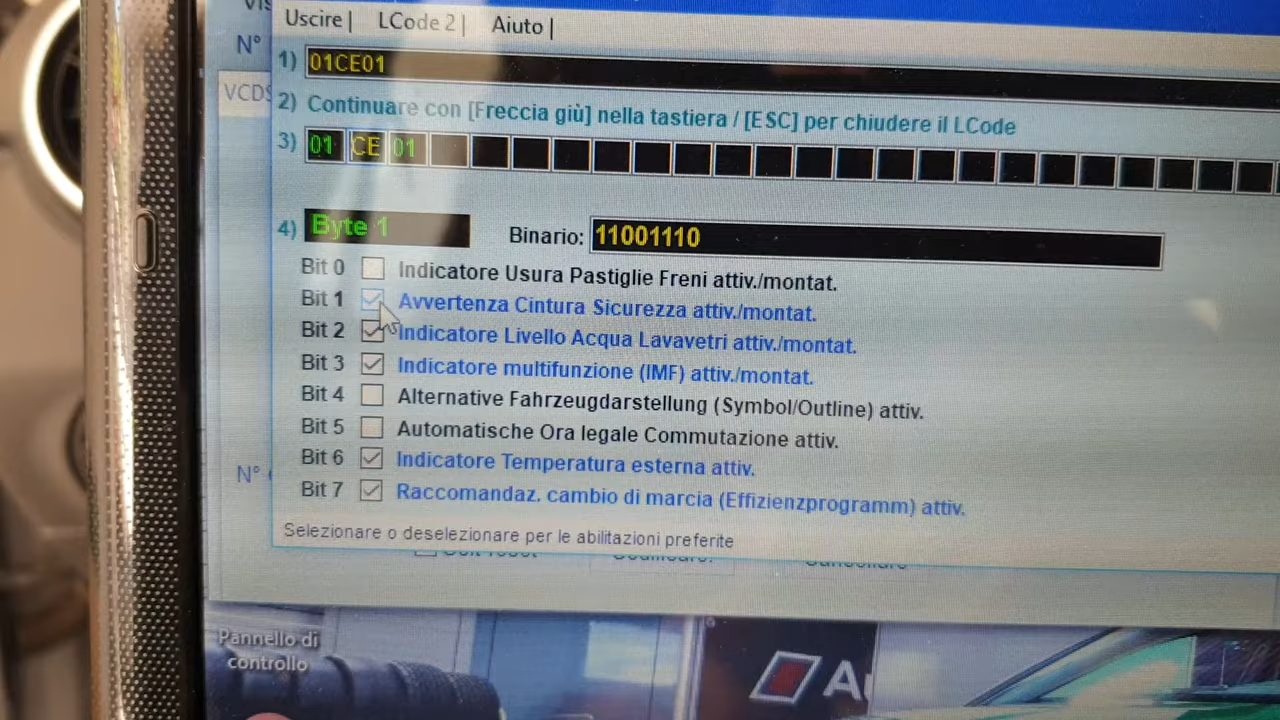 Uscire | LCode 2 | Aiuto |
N°
1) 01CE01
VCDS
2) Continuare con [Freccia giù] nella tastiera / [ESC] per chiudere il LCode
3) 01 CE 01
4) Byte 1 Binario: 11001110
Bit 0 Indicatore Usura Pastiglie Freni attiv./montat.
Bit 1 Avvertenza Cintura Sicurezza attiv./montat.
Bit 2 Indicatore Livello Acqua Lavavetri attiv./montat.
Bit 3 Indicatore multifunzione (IMF) attiv./montat.
Bit 4 Alternative Fahrzeugdarstellung (Symbol/Outline) attiv.
Bit 5 Automatische Ora legale Commutazione attiv.
Bit 6 Indicatore Temperatura esterna attiv.
N°
Bit 7 Raccomandaz. cambio di marcia (Effizienzprogramm) attiv.
Selezionare o deselezionare per le abilitazioni preferite
Pannello di
controllo